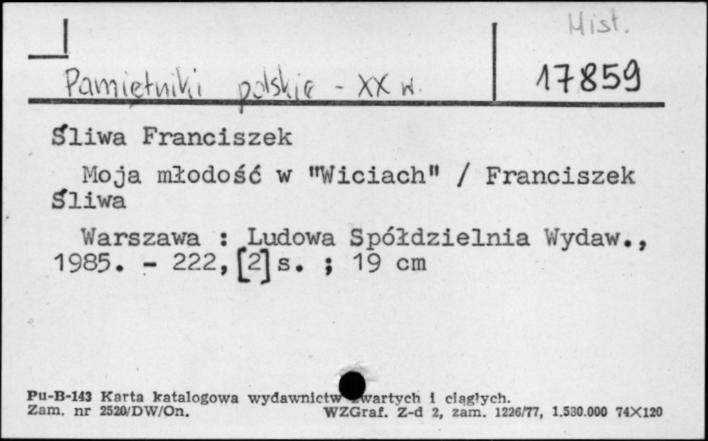 Hist.
Pamiętniki polskie - XX w.
17859
Śliwa Franciszek
Moja młodość w "Wiciach" / Franciszek
Śliwa
Warszawa : Ludowa Spółdzielnia Wydaw.,
1985. - 222, [2] s. ; 19 cm
Pu-B-143 Karta katalogowa wydawnictw zwartych i ciągłych.
Zam. nr 2520/DW/On. WZGraf. Z-d 2, zam. 1226/77, 1.530.000 74X120